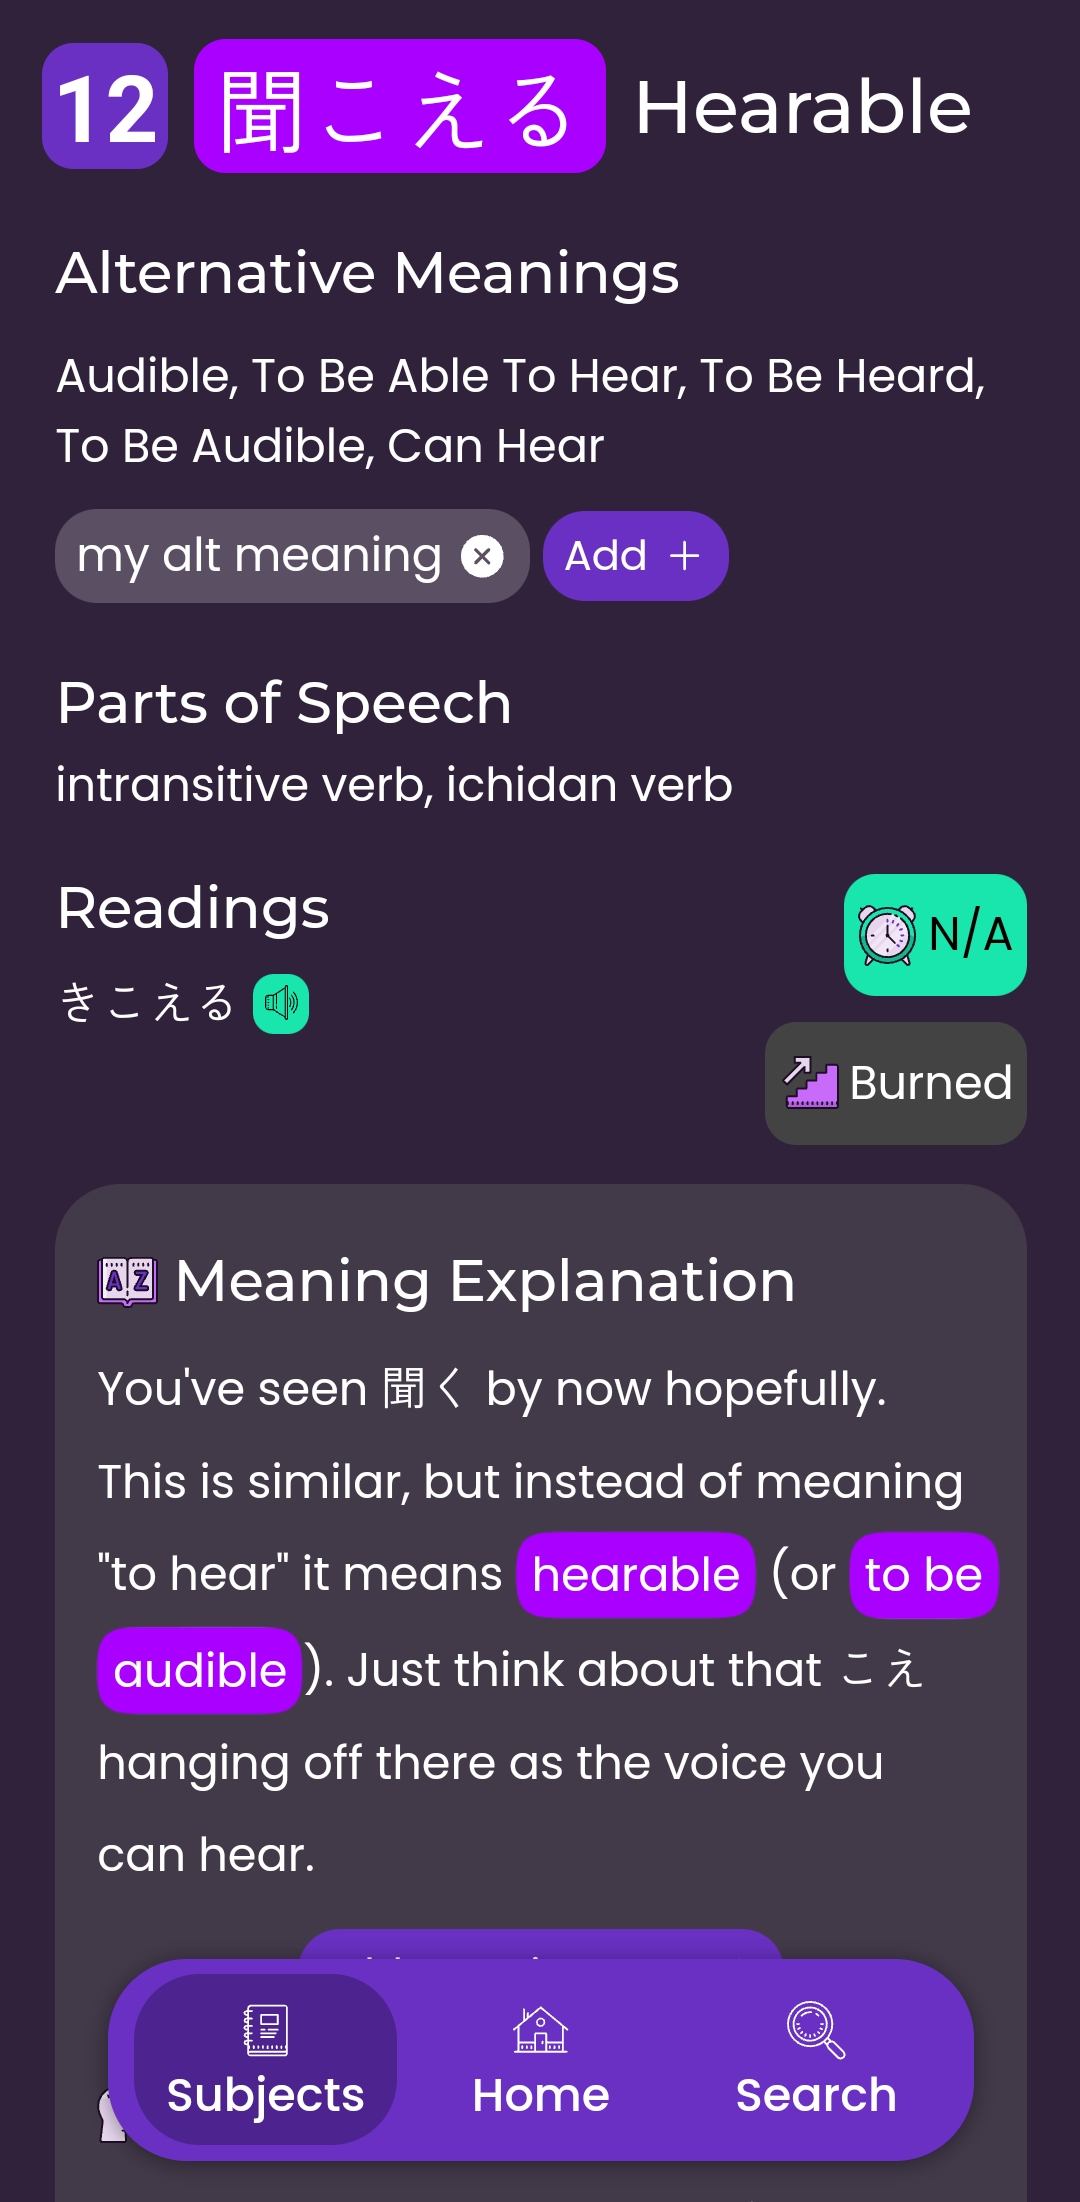 12 聞こえる Hearable
Alternative Meanings
Audible, To Be Able To Hear, To Be Heard,
To Be Audible, Can Hear
my alt meaning Add +
Parts of Speech
intransitive verb, ichidan verb
Readings
N/A
きこえる
Burned
A Z Meaning Explanation
You've seen 聞く by now hopefully.
This is similar, but instead of meaning
"to hear" it means hearable (or to be
audible). Just think about that こえ
hanging off there as the voice you
can hear.
Subjects Home Search